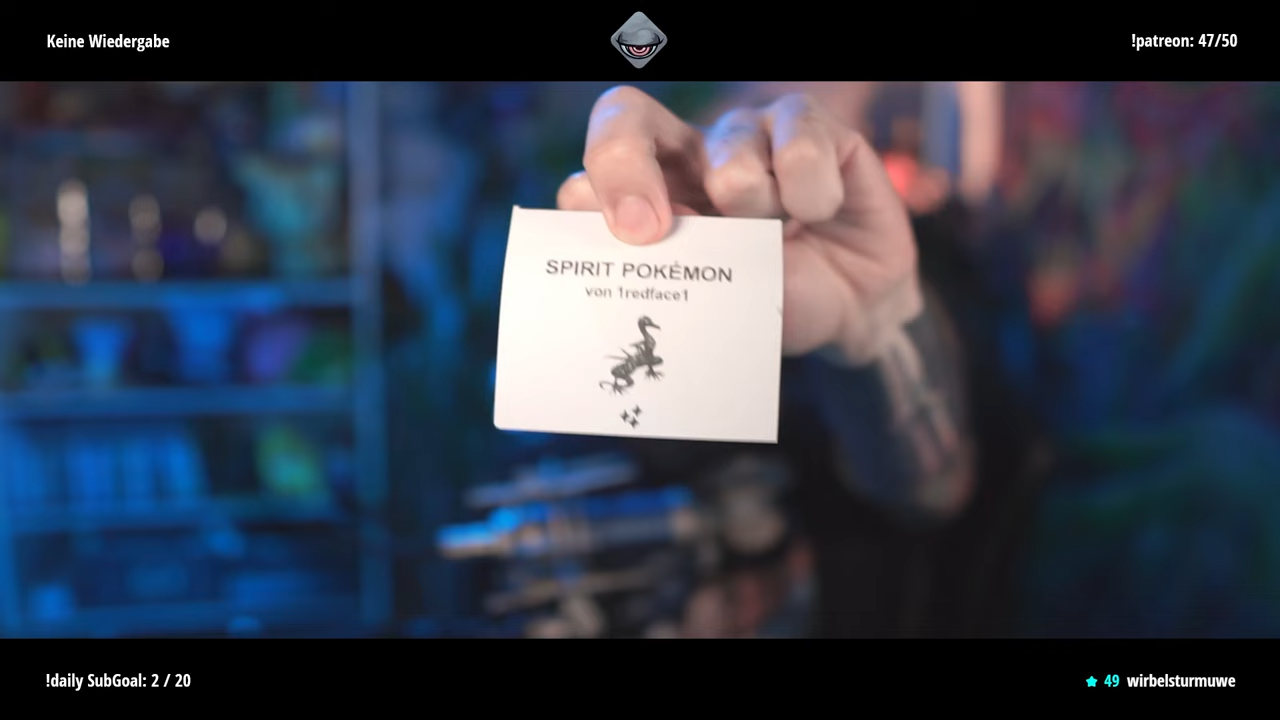 Keine Wiedergabe
!patreon: 47/50
SPIRIT POKÉMON
von 1redface1
!daily SubGoal: 2 / 20
49 wirbelsturmuwe